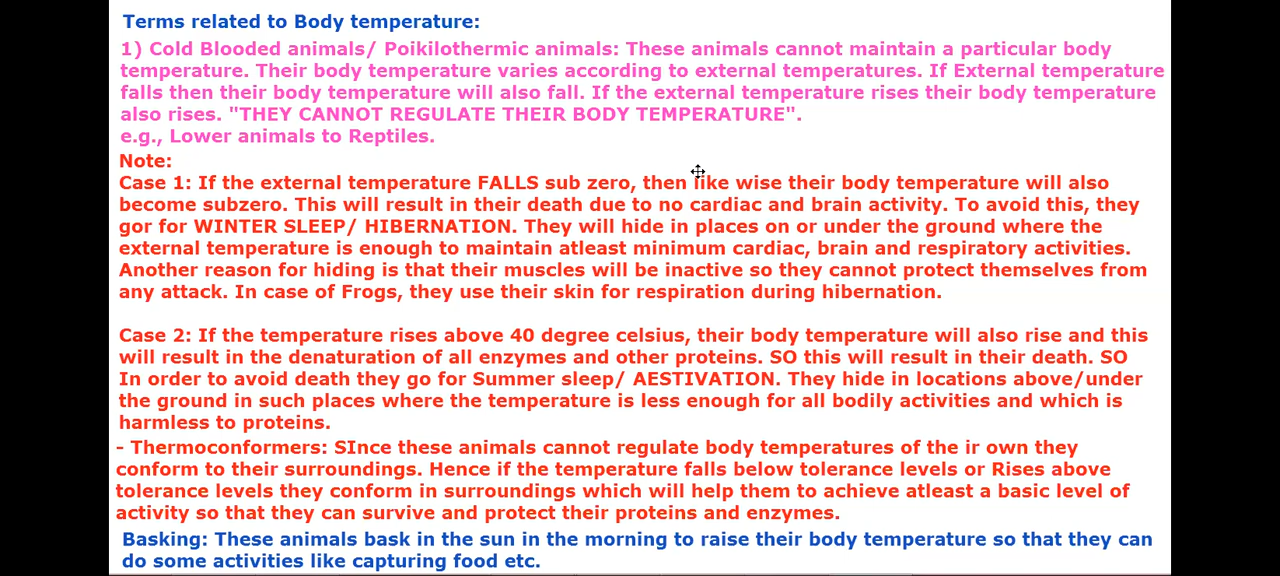 Terms related to Body temperature:
1) Cold Blooded animals/ Poikilothermic animals: These animals cannot maintain a particular body
temperature. Their body temperature varies according to external temperatures. If External temperature
falls then their body temperature will also fall. If the external temperature rises their body temperature
also rises. "THEY CANNOT REGULATE THEIR BODY TEMPERATURE".
e.g., Lower animals to Reptiles.
Note:
Case 1: If the external temperature FALLS sub zero, then like wise their body temperature will also
become subzero. This will result in their death due to no cardiac and brain activity. To avoid this, they
gor for WINTER SLEEP/ HIBERNATION. They will hide in places on or under the ground where the
external temperature is enough to maintain atleast minimum cardiac, brain and respiratory activities.
Another reason for hiding is that their muscles will be inactive so they cannot protect themselves from
any attack. In case of Frogs, they use their skin for respiration during hibernation.
Case 2: If the temperature rises above 40 degree celsius, their body temperature will also rise and this
will result in the denaturation of all enzymes and other proteins. SO this will result in their death. SO
In order to avoid death they go for Summer sleep/ AESTIVATION. They hide in locations above/under
the ground in such places where the temperature is less enough for all bodily activities and which is
harmless to proteins.
- Thermoconformers: SInce these animals cannot regulate body temperatures of the ir own they
conform to their surroundings. Hence if the temperature falls below tolerance levels or Rises above
tolerance levels they conform in surroundings which will help them to achieve atleast a basic level of
activity so that they can survive and protect their proteins and enzymes.
Basking: These animals bask in the sun in the morning to raise their body temperature so that they can
do some activities like capturing food etc.